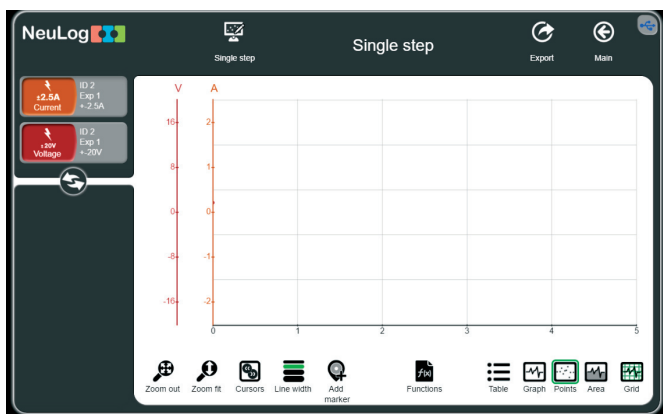 NeuLog
Single step
Single step
Export
Main
±2.5A
Current
ID 2
Exp 1
+-2.5A
±20V
Voltage
ID 2
Exp 1
+-20V
V A
16 2
8 1
0 0
-8 -1
-16 -2
0 1 2 3 4 5
Zoom out
Zoom fit
Cursors
Line width
Add
marker
f(x)
Functions
Table
Graph
Points
Area
Grid